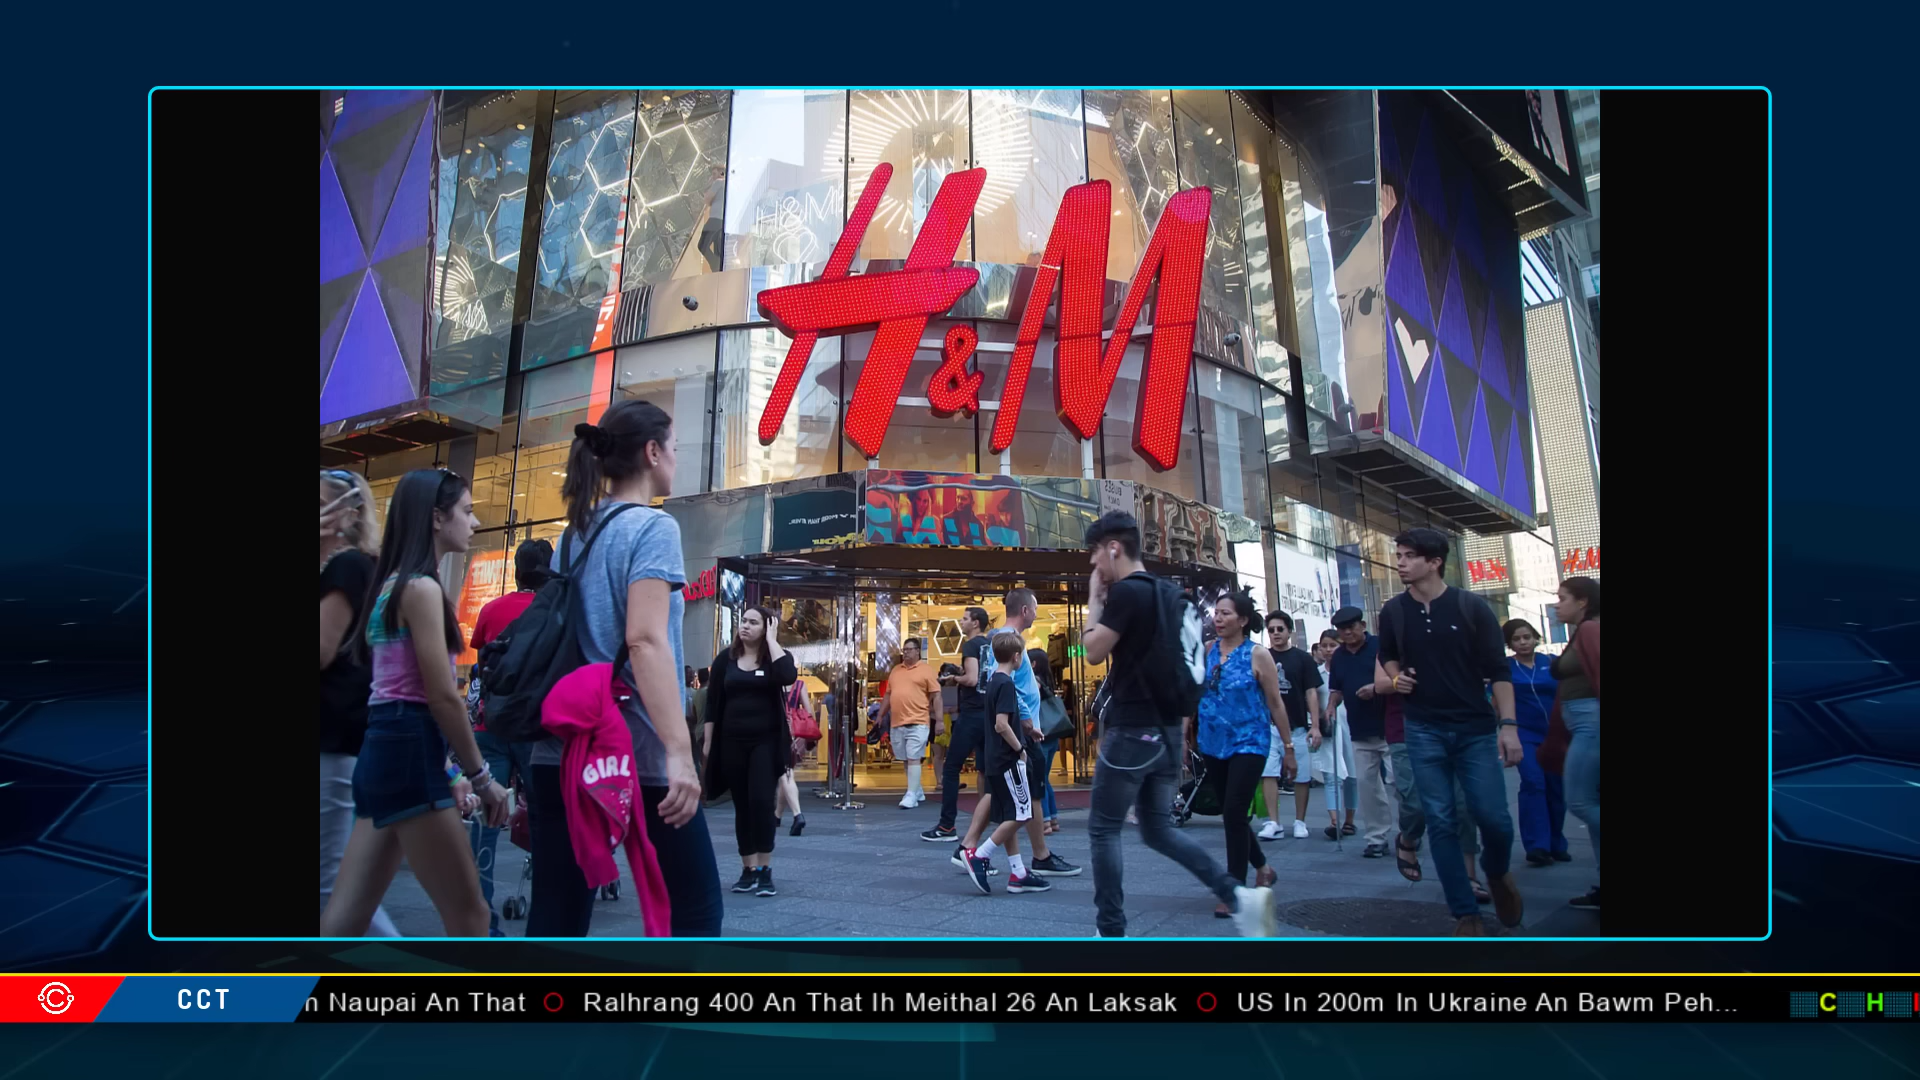 H&M
H&M
GIRL
H&M
CCT
n Naupai An That
Ralhrang 400 An That Ih Meithal 26 An Laksak
US In 200m In Ukraine An Bawm Peh...
C H I